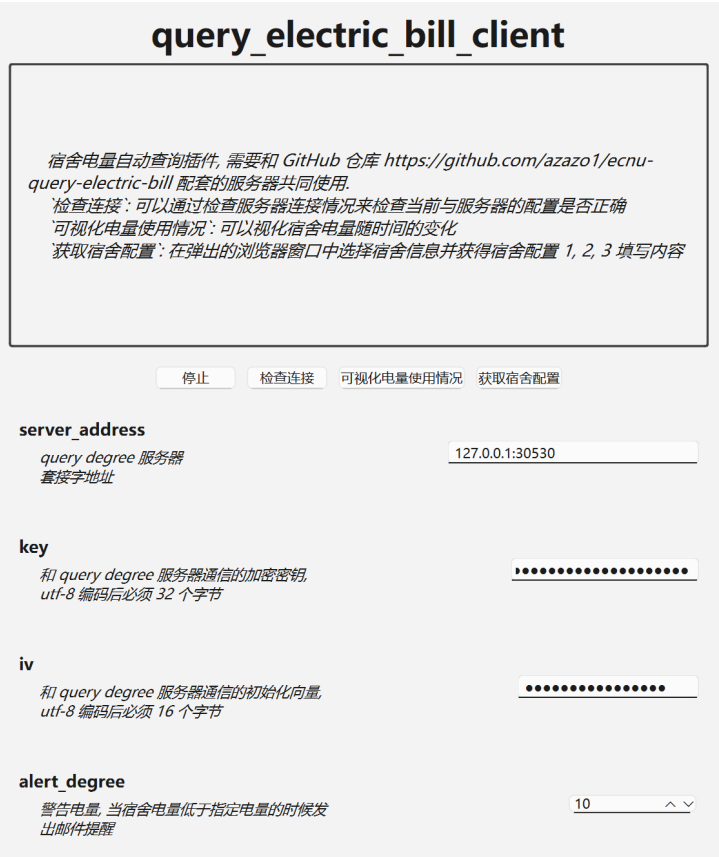 query_electric_bill_client
宿舍电量自动查询插件, 需要和 GitHub 仓库 https://github.com/azazo1/ecnu-
query-electric-bill 配套的服务器共同使用.
`检查连接`: 可以通过检查服务器连接情况来检查当前与服务器的配置是否正确
`可视化电量使用情况`: 可以视化宿舍电量随时间的变化
`获取宿舍配置`: 在弹出的浏览器窗口中选择宿舍信息并获得宿舍配置 1, 2, 3 填写内容
停止 检查连接 可视化电量使用情况 获取宿舍配置
server_address
query degree 服务器
套接字地址
127.0.0.1:30530
key
和 query degree 服务器通信的加密密钥,
utf-8 编码后必须 32 个字节
iv
和 query degree 服务器通信的初始化向量,
utf-8 编码后必须 16 个字节
alert_degree
警告电量, 当宿舍电量低于指定电量的时候发
出邮件提醒
10